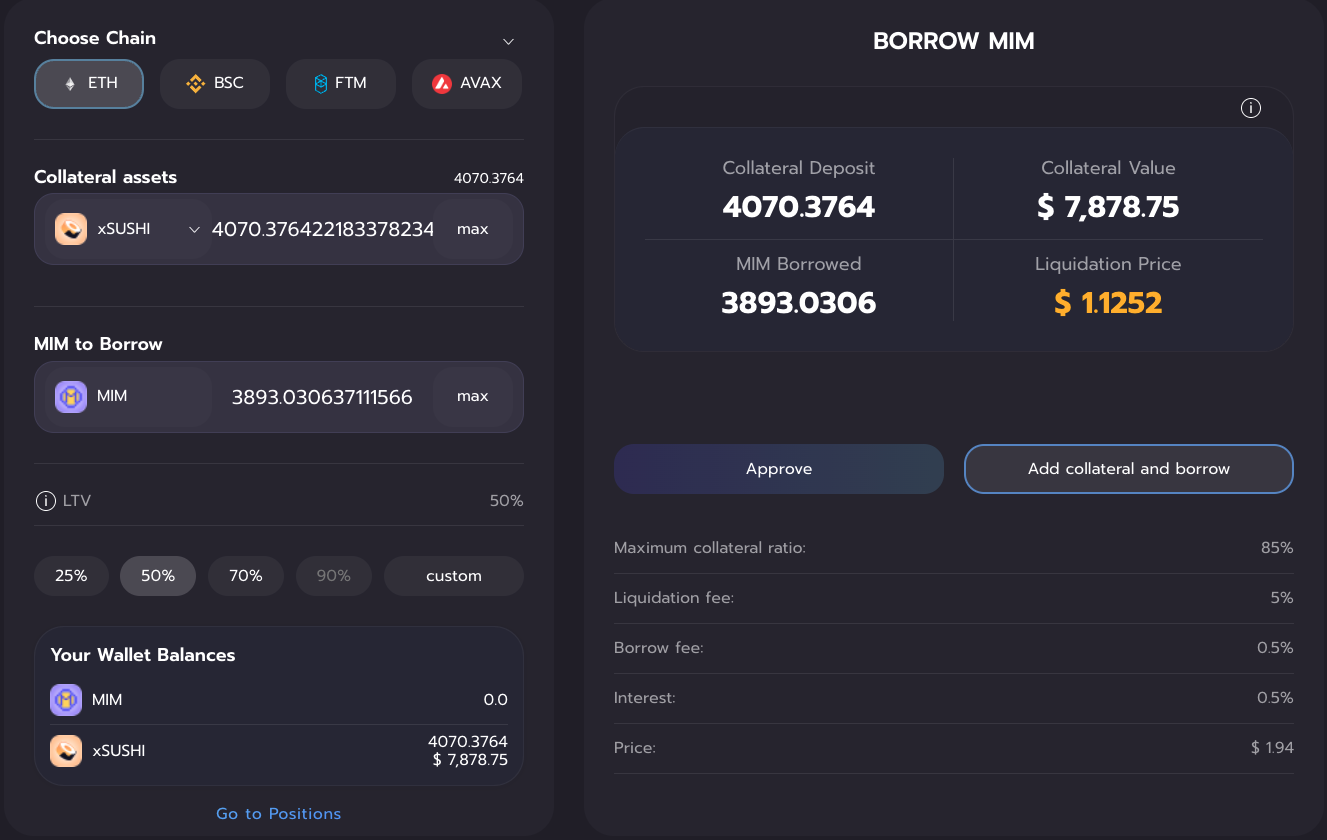 Choose Chain
ETH
BSC
FTM
AVAX
Collateral assets 4070.3764
xSUSHI 4070.376422183378234 max
MIM to Borrow
MIM 3893.030637111566 max
LTV 50%
25% 50% 70% 90% custom
Your Wallet Balances
MIM 0.0
xSUSHI 4070.3764
$ 7,878.75
Go to Positions
BORROW MIM
Collateral Deposit
4070.3764
Collateral Value
$ 7,878.75
MIM Borrowed
3893.0306
Liquidation Price
$ 1.1252
Approve
Add collateral and borrow
Maximum collateral ratio: 85%
Liquidation fee: 5%
Borrow fee: 0.5%
Interest: 0.5%
Price: $ 1.94